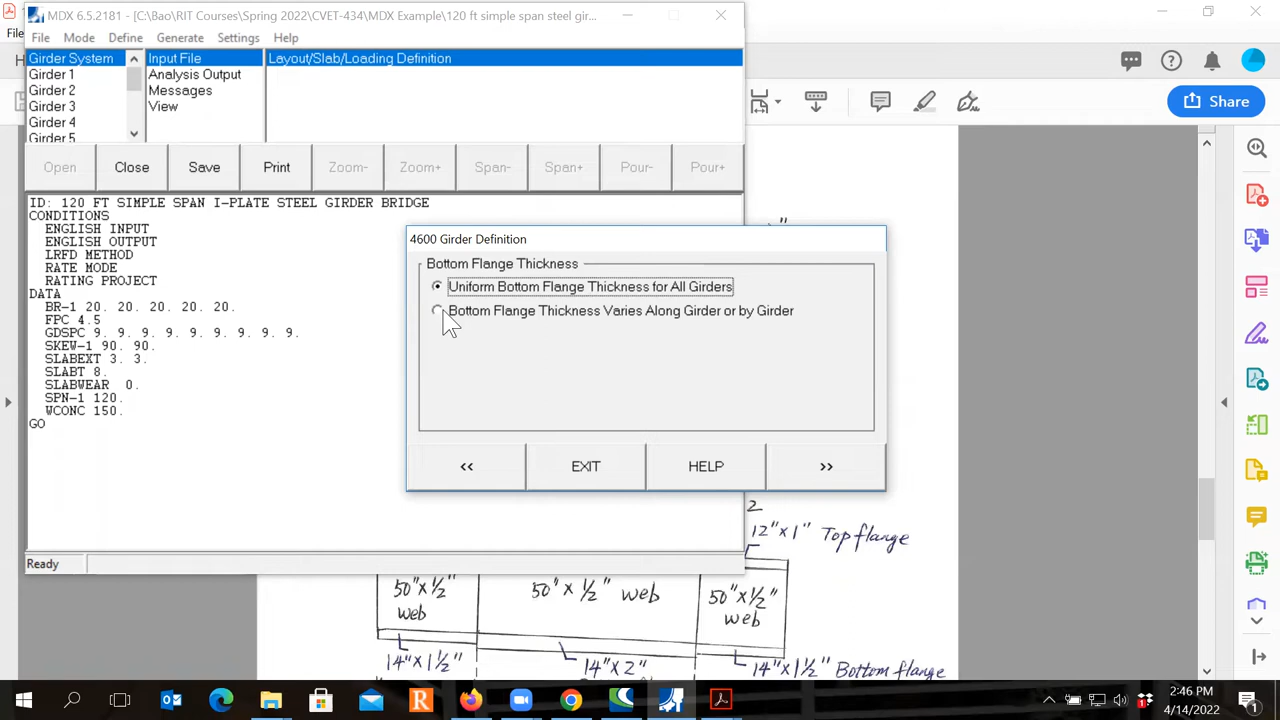 MDX 6.5.2181 - [C:\Bao\RIT Courses\Spring 2022\CVET-434\MDX Example\120 ft simple span steel gir...
File Mode Define Generate Settings Help
Girder System
Girder 1
Girder 2
Girder 3
Girder 4
Girder 5
Input File
Analysis Output
Messages
View
Layout/Slab/Loading Definition
Open Close Save Print Zoom- Zoom+ Span- Span+ Pour- Pour+
Share
ID: 120 FT SIMPLE SPAN I-PLATE STEEL GIRDER BRIDGE
CONDITIONS
ENGLISH INPUT
ENGLISH OUTPUT
LRFD METHOD
RATE MODE
RATING PROJECT
DATA
BR-1 20. 20. 20. 20. 20.
FPC 4.5
GDSPC 9. 9. 9. 9. 9. 9. 9. 9. 9.
SKEW-1 90. 90.
SLABEXT 3. 3.
SLABT 8.
SLABWEAR 0.
SPN-1 120.
WCONC 150.
GO
4600 Girder Definition
Bottom Flange Thickness
Uniform Bottom Flange Thickness for All Girders
Bottom Flange Thickness Varies Along Girder or by Girder
<< EXIT HELP >>
Ready
2
12"x1" Top flange
50"x½" web
50"x½" web
50"x½" web
14"x1½"
14"x2"
14"x1½" Bottom flange
2:46 PM
4/14/2022